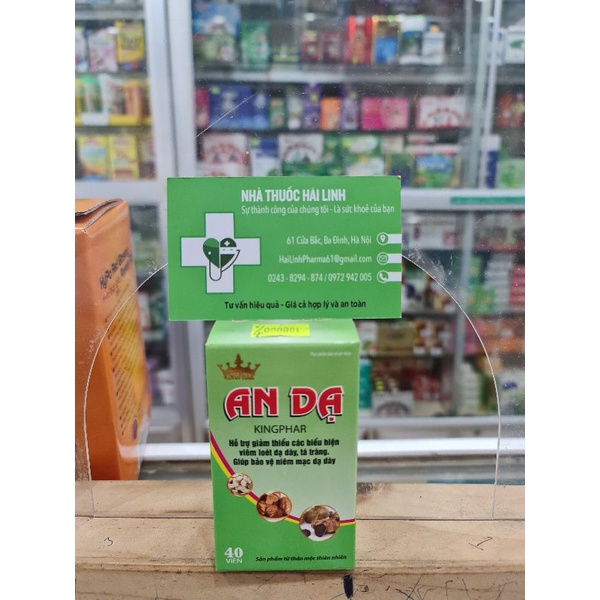 NHÀ THUỐC HẢI LINH
Sự thành công của chúng tôi - Là sức khoẻ của bạn
61 Cửa Bắc, Ba Đình, Hà Nội
HaiLinhPharma61@gmail.com
0243 - 8294 - 874 / 0972 942 005
Tư vấn hiệu quả - Giá cả hợp lý và an toàn
AN DẠ
KINGPHAR
Hỗ trợ giảm thiểu các biểu hiện
viêm loét dạ dày, tá tràng.
Giúp bảo vệ niêm mạc dạ dày
40
VIÊN
Sản phẩm từ thảo mộc thiên nhiên